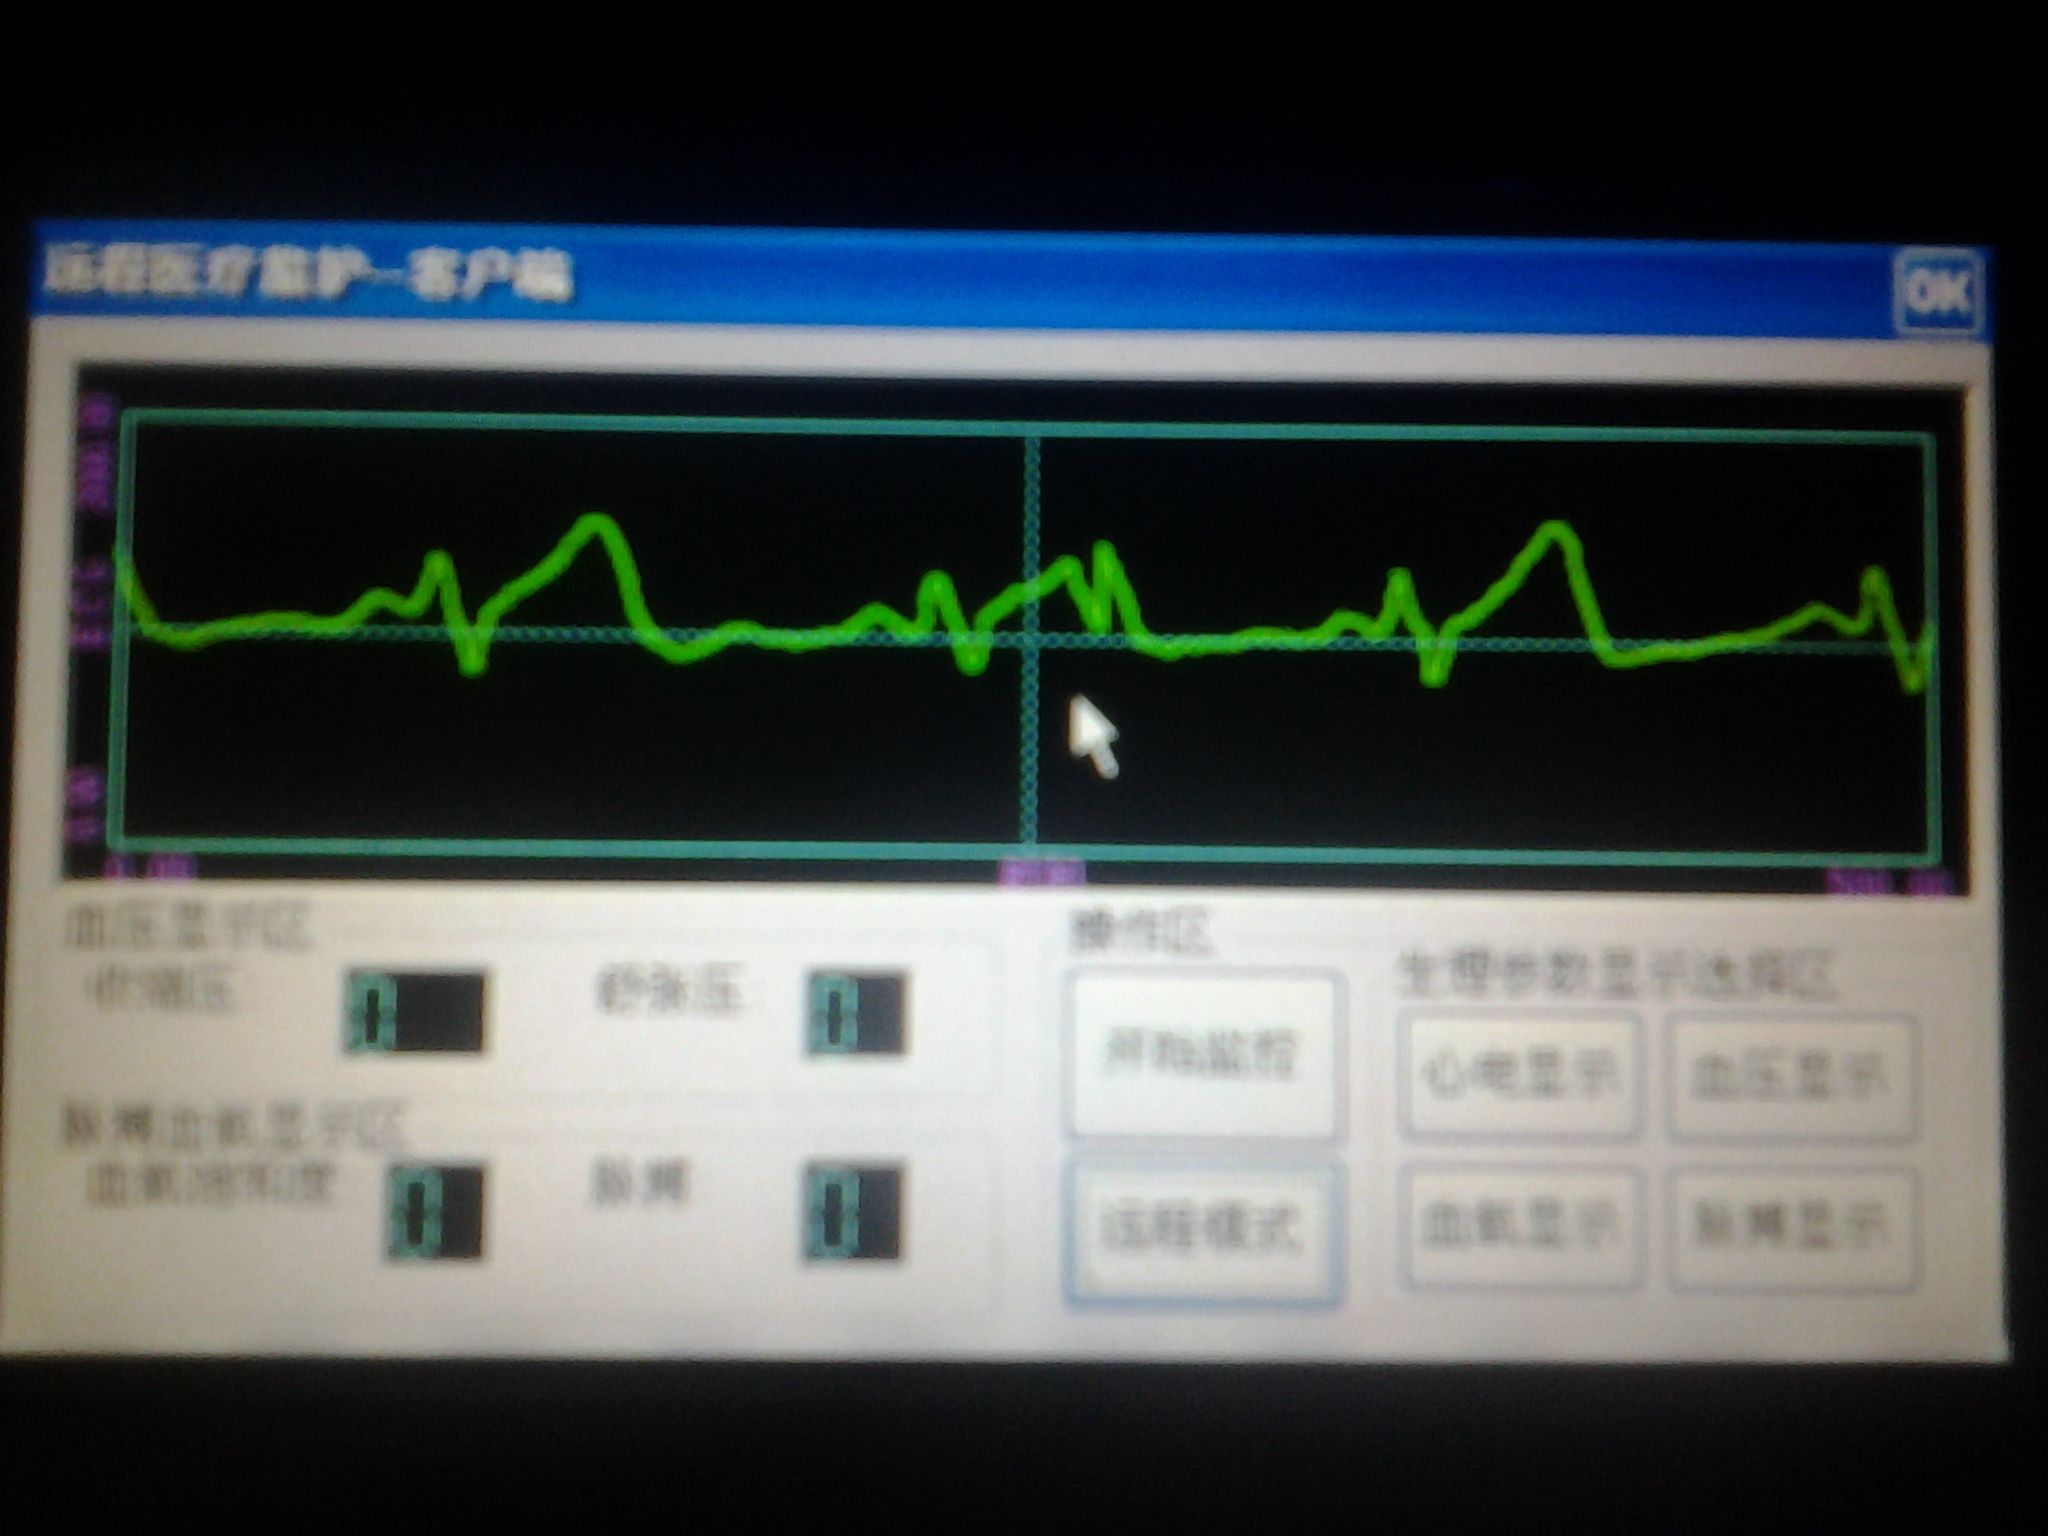 远程医疗监护--客户端
OK
血压显示区
收缩压 0
舒张压 0
脉搏血氧显示区
血氧饱和度 0
脉搏 0
操作区
开始监控
远程模式
生理参数显示选择区
心电显示
血压显示
血氧显示
脉搏显示